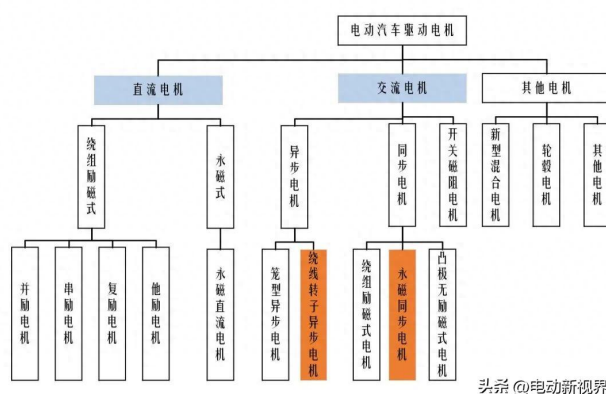 电动汽车驱动电机
直流电机
交流电机
其他电机
绕组励磁式
永磁式
异步电机
同步电机
开关磁阻电机
新型混合电机
轮毂电机
其他电机
并励电机
串励电机
复励电机
他励电机
永磁直流电机
笼型异步电机
绕线转子异步电机
绕组励磁式电机
永磁同步电机
凸极无励磁式电机
头条 @电动新视界